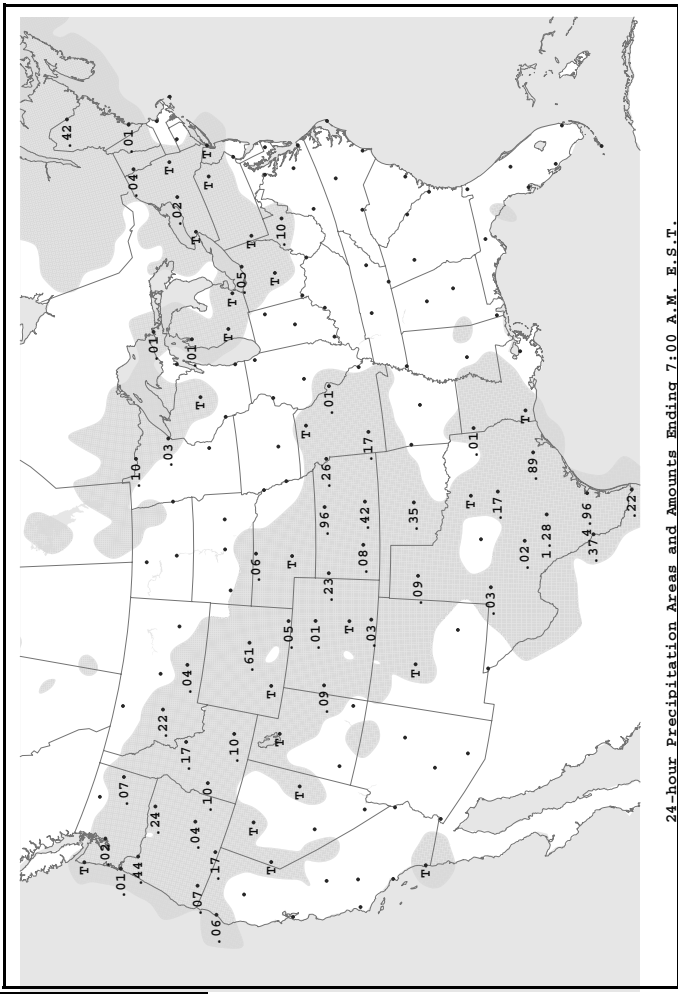 .42
T
.02
.01
.07
.01
.04
.10
.44
.01
.24
.22
.03
T
.02
.17
.04
.01
.04
T
.07
T
T
.10
T
.17
.06
T
T
.10
.05
.61
T
T
.06
T
T
T
T
.10
.05
T
T
T
.01
.09
.96
.26
.23
.01
T
.08
.42
.17
.03
.35
T
.09
T
T
.01
.03
.17
.02
T
.89
1.28
4.96
.37
.22
24-hour Precipitation Areas and Amounts Ending 7:00 A.M. E.S.T.